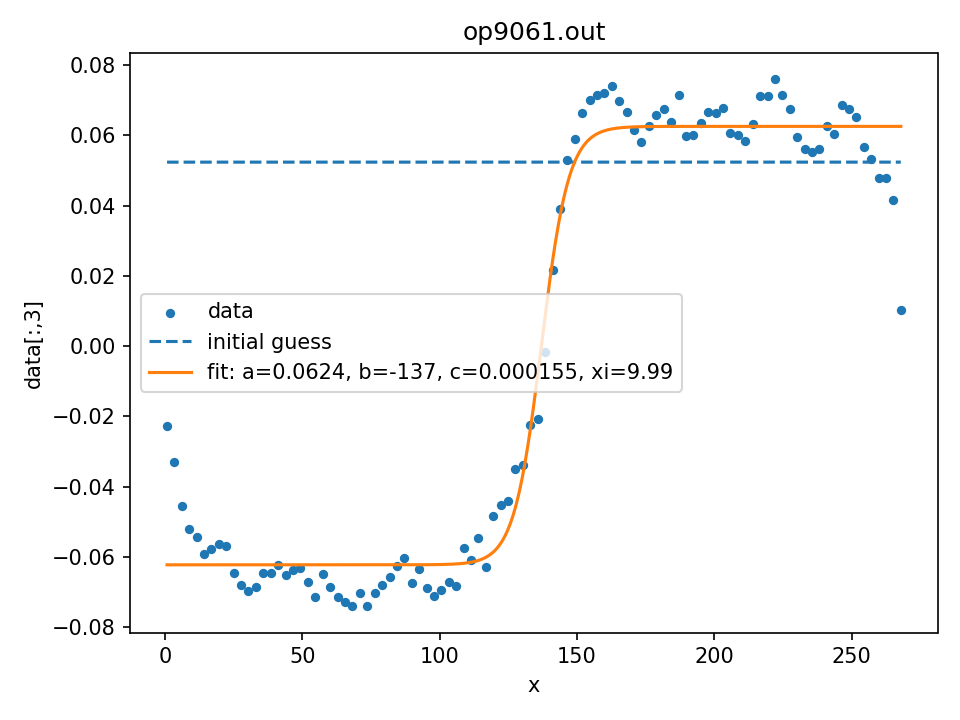 op9061.out
0.08
0.06
0.04
0.02
0.00
−0.02
−0.04
−0.06
−0.08
data[:,3]
data
initial guess
fit: a=0.0624, b=-137, c=0.000155, xi=9.99
0 50 100 150 200 250
x